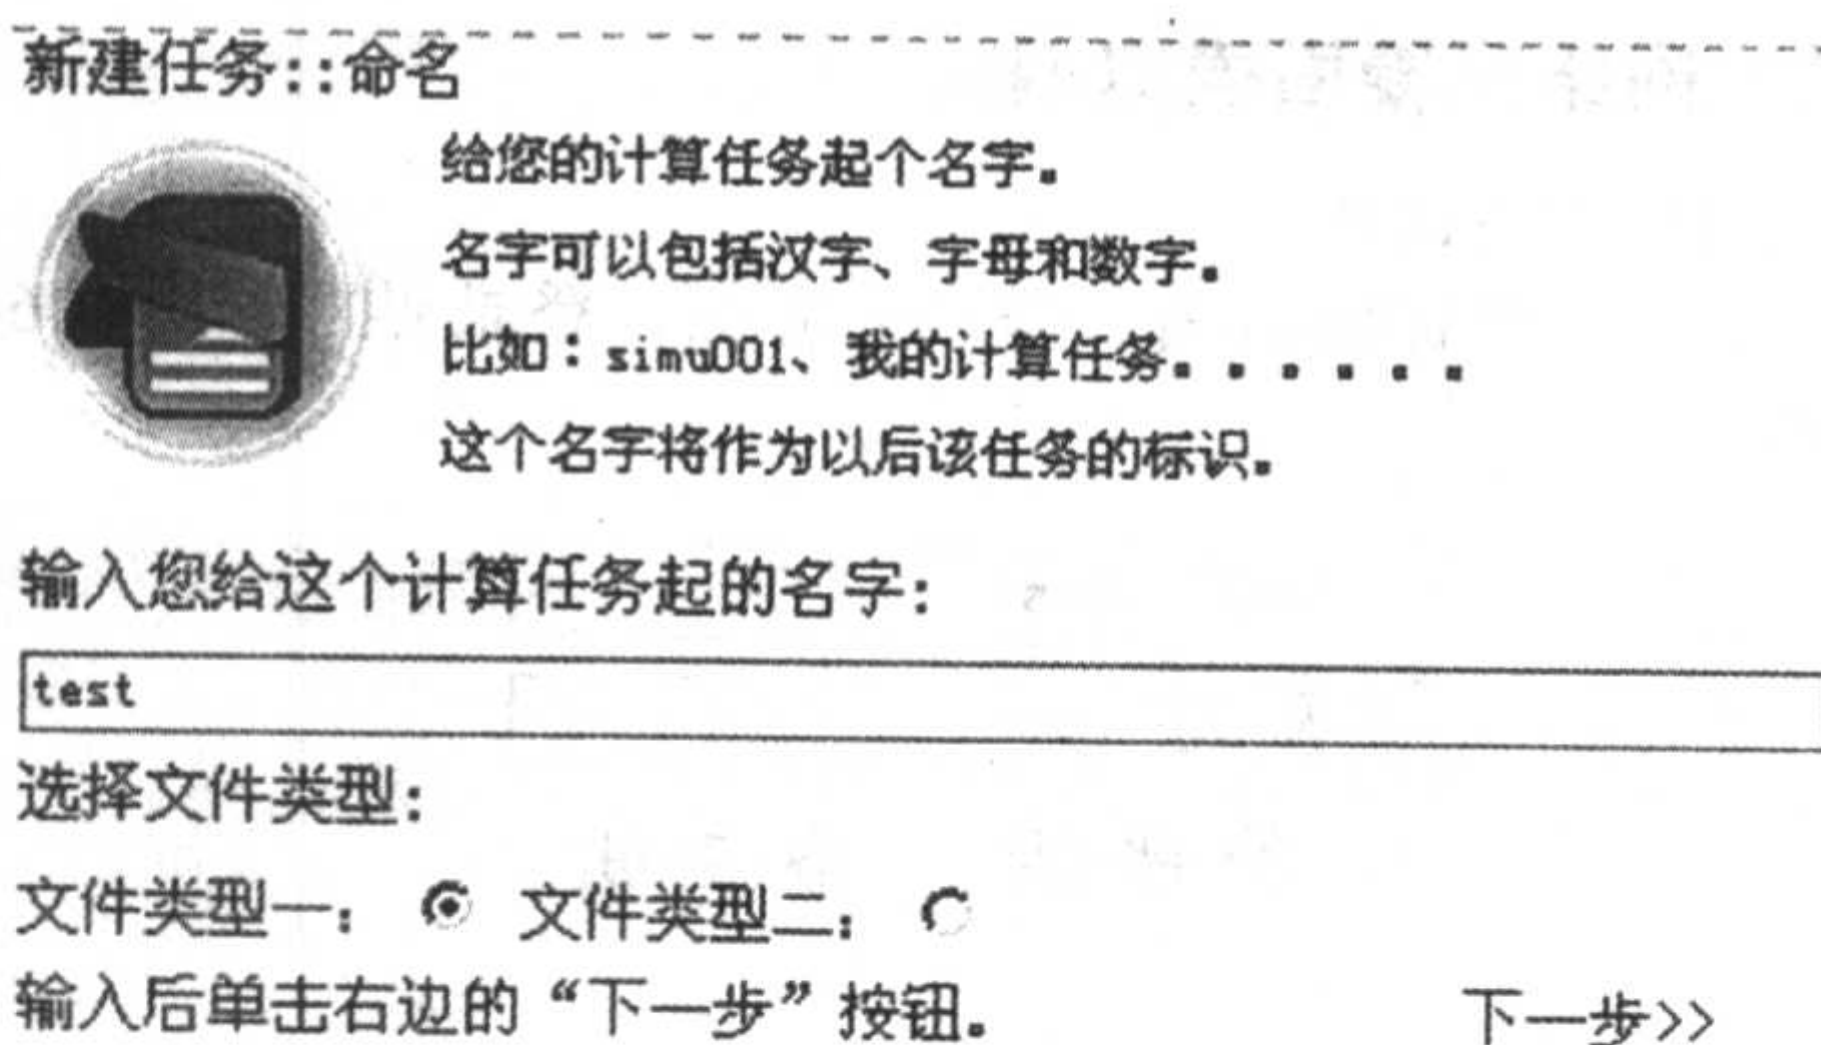 新建任务::命名
给您的计算任务起个名字。
名字可以包括汉字、字母和数字。
比如：simu001、我的计算任务。。。。。。
这个名字将作为以后该任务的标识。
输入您给这个计算任务起的名字:
test
选择文件类型:
文件类型一: 文件类型二:
输入后单击右边的“下一步”按钮。 下一步>>